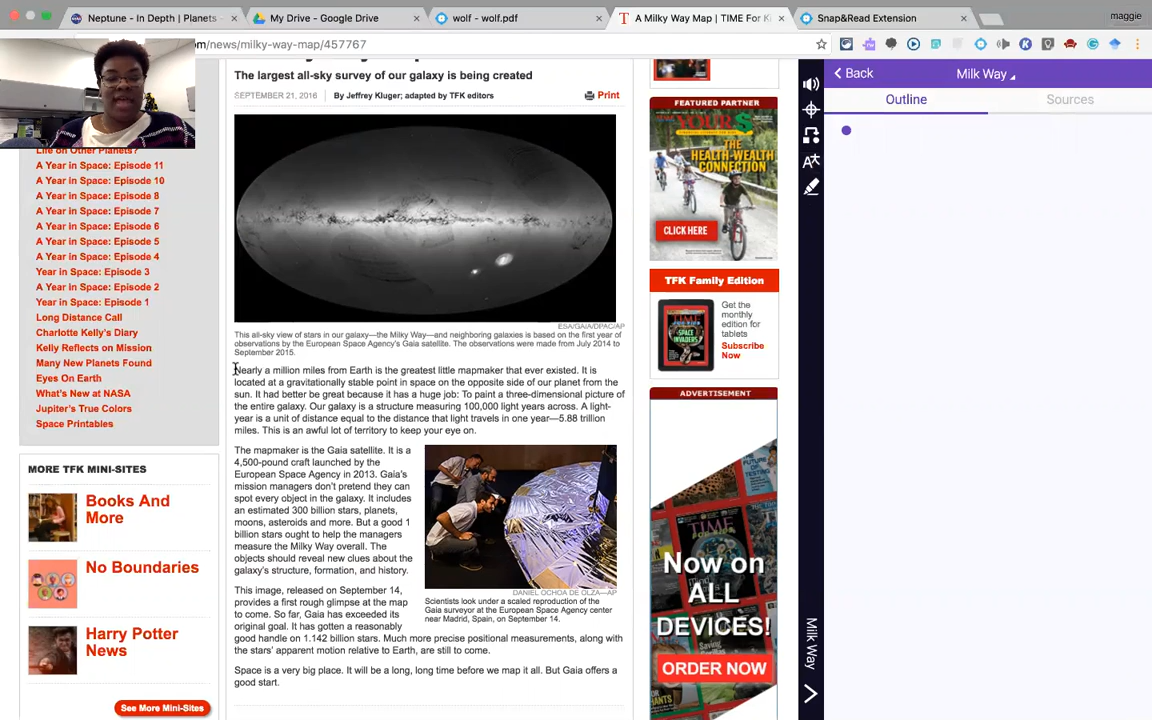 Neptune - In Depth | Planets -
My Drive - Google Drive
wolf - wolf.pdf
A Milky Way Map | TIME For K
Snap&Read Extension
maggie
com/news/milky-way-map/457767
The largest all-sky survey of our galaxy is being created
SEPTEMBER 21, 2016
By Jeffrey Kluger; adapted by TFK editors
Print
Life on Other Planets?
A Year in Space: Episode 11
A Year in Space: Episode 10
A Year in Space: Episode 8
A Year in Space: Episode 7
A Year in Space: Episode 6
A Year in Space: Episode 5
A Year in Space: Episode 4
Year in Space: Episode 3
A Year in Space: Episode 2
Year in Space: Episode 1
Long Distance Call
Charlotte Kelly's Diary
Kelly Reflects on Mission
Many New Planets Found
Eyes On Earth
What's New at NASA
Jupiter's True Colors
Space Printables
MORE TFK MINI-SITES
Books And
More
No Boundaries
Harry Potter
News
See More Mini-Sites
ESA/GAIA/DPAC/AP
This all-sky view of stars in our galaxy—the Milky Way—and neighboring galaxies is based on the first year of
observations by the European Space Agency's Gaia satellite. The observations were made from July 2014 to
September 2015.
Nearly a million miles from Earth is the greatest little mapmaker that ever existed. It is
located at a gravitationally stable point in space on the opposite side of our planet from the
sun. It had better be great because it has a huge job: To paint a three-dimensional picture of
the entire galaxy. Our galaxy is a structure measuring 100,000 light years across. A light-
year is a unit of distance equal to the distance that light travels in one year—5.88 trillion
miles. This is an awful lot of territory to keep your eye on.
The mapmaker is the Gaia satellite. It is a
4,500-pound craft launched by the
European Space Agency in 2013. Gaia's
mission managers don't pretend they can
spot every object in the galaxy. It includes
an estimated 300 billion stars, planets,
moons, asteroids and more. But a good 1
billion stars ought to help the managers
measure the Milky Way overall. The
objects should reveal new clues about the
galaxy's structure, formation, and history.
DANIEL OCHOA DE OLZA—AP
Scientists look under a scaled reproduction of the
Gaia surveyor at the European Space Agency center
near Madrid, Spain, on September 14.
This image, released on September 14,
provides a first rough glimpse at the map
to come. So far, Gaia has exceeded its
original goal. It has gotten a reasonably
good handle on 1.142 billion stars. Much more precise positional measurements, along with
the stars' apparent motion relative to Earth, are still to come.
Space is a very big place. It will be a long, long time before we map it all. But Gaia offers a
good start.
FEATURED PARTNER
YOUR $
THE
HEALTH-WEALTH
CONNECTION
CLICK HERE
TFK Family Edition
SPACE
INVADERS
Get the
monthly
edition for
tablets
Subscribe
Now
ADVERTISEMENT
TIME
Now on
ALL
DEVICES!
ORDER NOW
Back
Milk Way
Outline
Sources
Milk Way